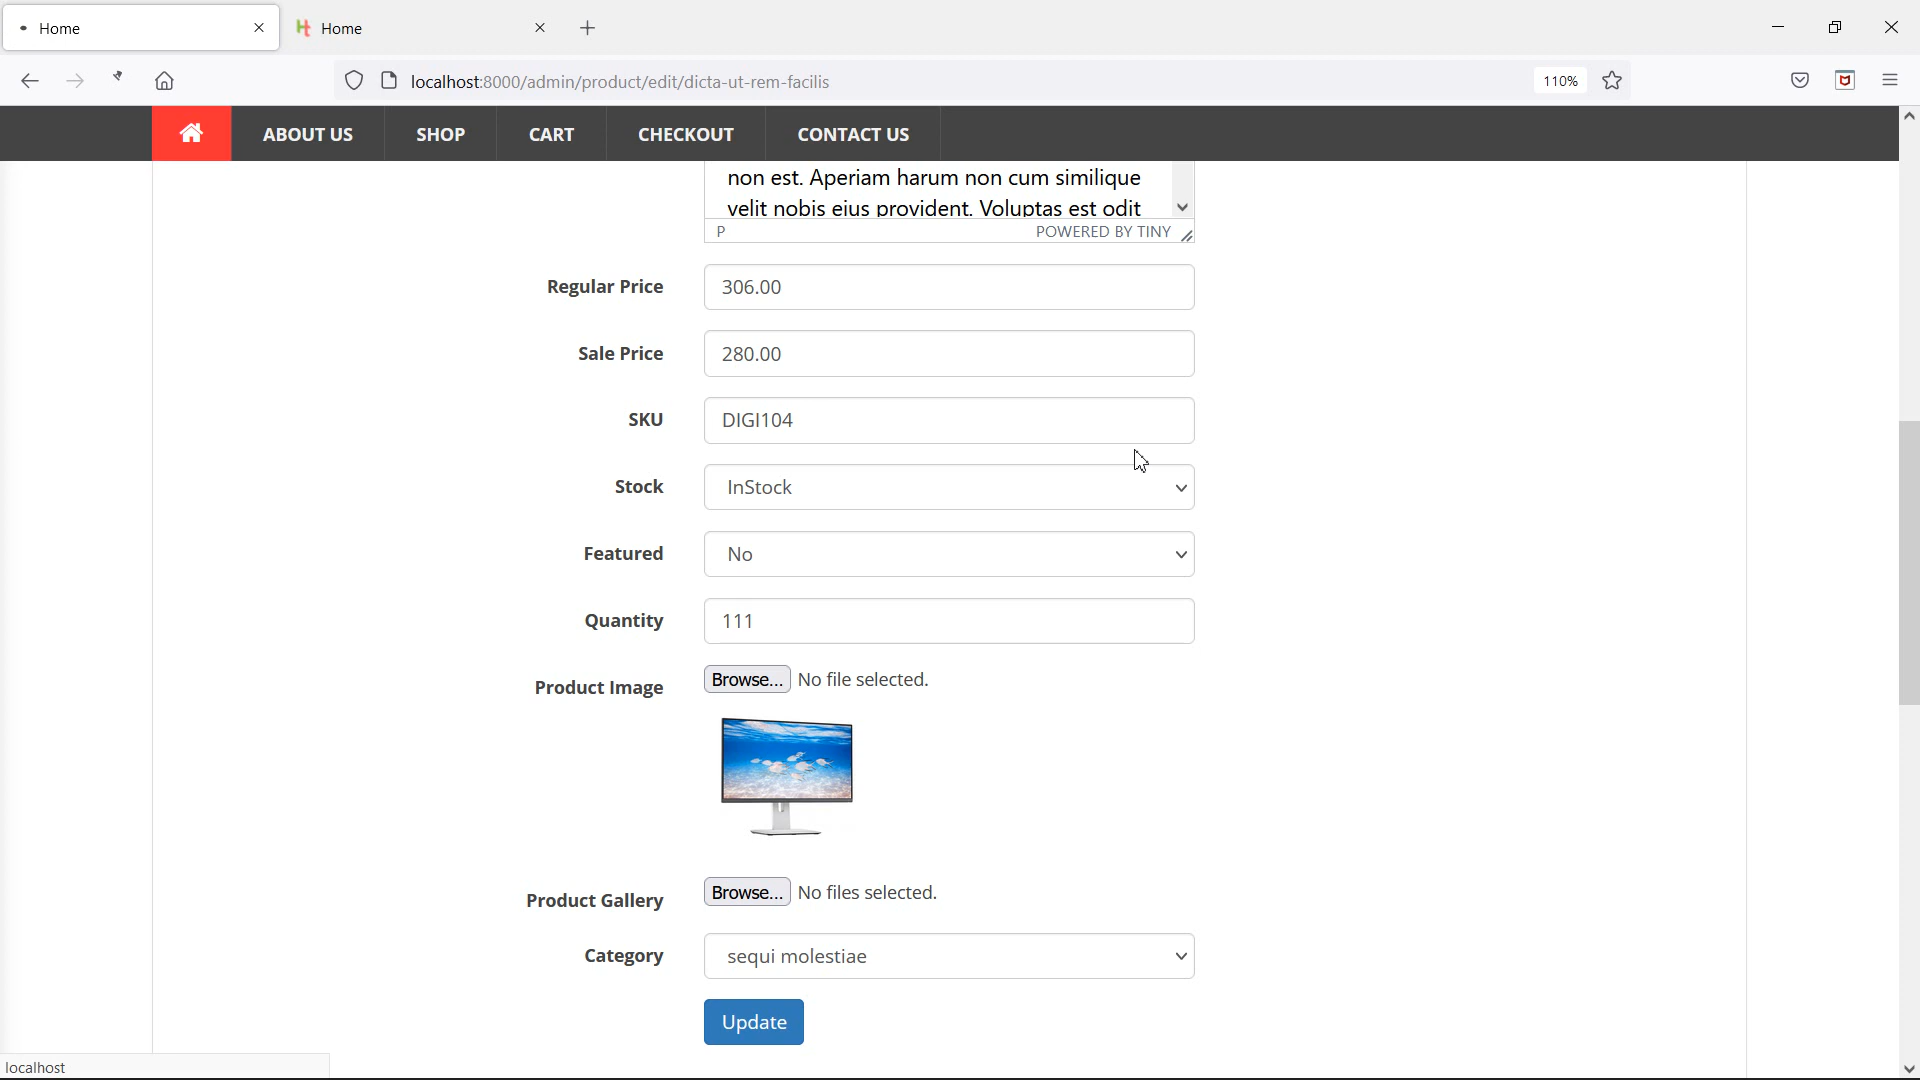 Home
Home
localhost:8000/admin/product/edit/dicta-ut-rem-facilis
110%
ABOUT US
SHOP
CART
CHECKOUT
CONTACT US
non est. Aperiam harum non cum similique
velit nobis eius provident. Voluptas est odit
P
POWERED BY TINY
Regular Price
306.00
Sale Price
280.00
SKU
DIGI104
Stock
InStock
Featured
No
Quantity
111
Product Image
Browse... No file selected.
Product Gallery
Browse... No files selected.
Category
sequi molestiae
Update
localhost